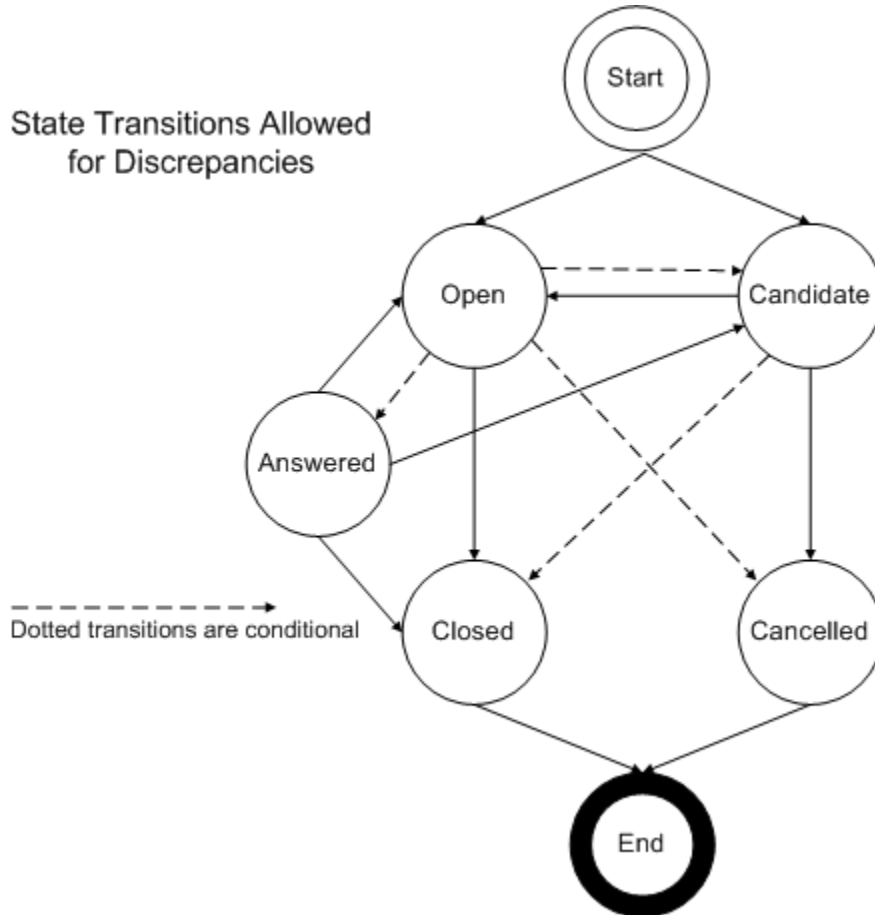 Start
State Transitions Allowed
for Discrepancies
Open
Candidate
Answered
Dotted transitions are conditional
Closed
Cancelled
End